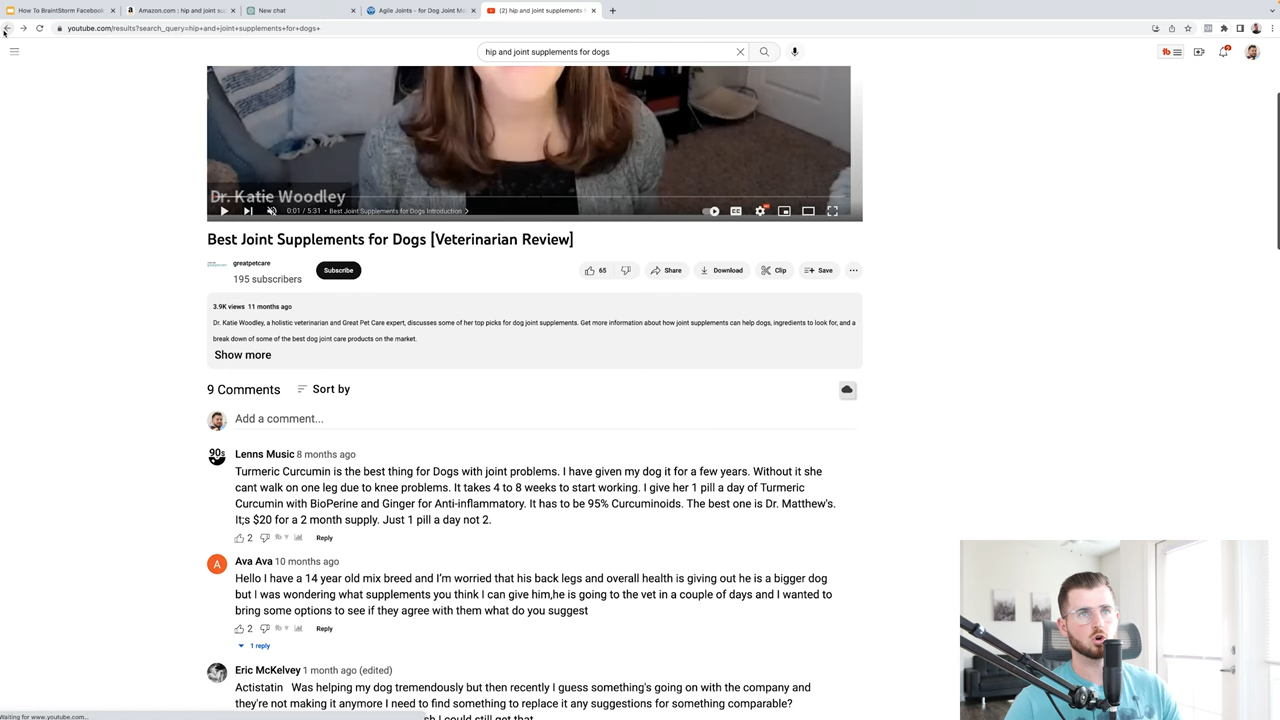 How To BraintStorm Facebook
Amazon.com : hip and joint su
New chat
Agile Joints – for Dog Joint Mo
(2) hip and joint supplements
youtube.com/results?search_query=hip+and+joint+supplements+for+dogs+
hip and joint supplements for dogs
Dr. Katie Woodley
0:01 / 5:31 • Best Joint Supplements for Dogs Introduction >
Best Joint Supplements for Dogs [Veterinarian Review]
greatpetcare
195 subscribers
Subscribe
65
Share
Download
Clip
Save
3.9K views 11 months ago
Dr. Katie Woodley, a holistic veterinarian and Great Pet Care expert, discusses some of her top picks for dog joint supplements. Get more information about how joint supplements can help dogs, ingredients to look for, and a
break down of some of the best dog joint care products on the market.
Show more
9 Comments
Sort by
Add a comment...
90s
Lenns Music 8 months ago
Turmeric Curcumin is the best thing for Dogs with joint problems. I have given my dog it for a few years. Without it she
cant walk on one leg due to knee problems. It takes 4 to 8 weeks to start working. I give her 1 pill a day of Turmeric
Curcumin with BioPerine and Ginger for Anti-inflammatory. It has to be 95% Curcuminoids. The best one is Dr. Matthew's.
It;s $20 for a 2 month supply. Just 1 pill a day not 2.
2
Reply
A
Ava Ava 10 months ago
Hello I have a 14 year old mix breed and I'm worried that his back legs and overall health is giving out he is a bigger dog
but I was wondering what supplements you think I can give him,he is going to the vet in a couple of days and I wanted to
bring some options to see if they agree with them what do you suggest
2
Reply
1 reply
Eric McKelvey 1 month ago (edited)
Actistatin Was helping my dog tremendously but then recently I guess something's going on with the company and
they're not making it anymore I need to find something to replace it any suggestions for something comparable?
sh I could still get that
Waiting for www.youtube.com...